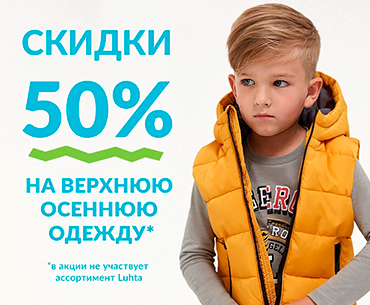 СКИДКИ
50%
НА ВЕРХНЮЮ
ОСЕННЮЮ
ОДЕЖДУ*
*в акции не участвует
ассортимент Luhta